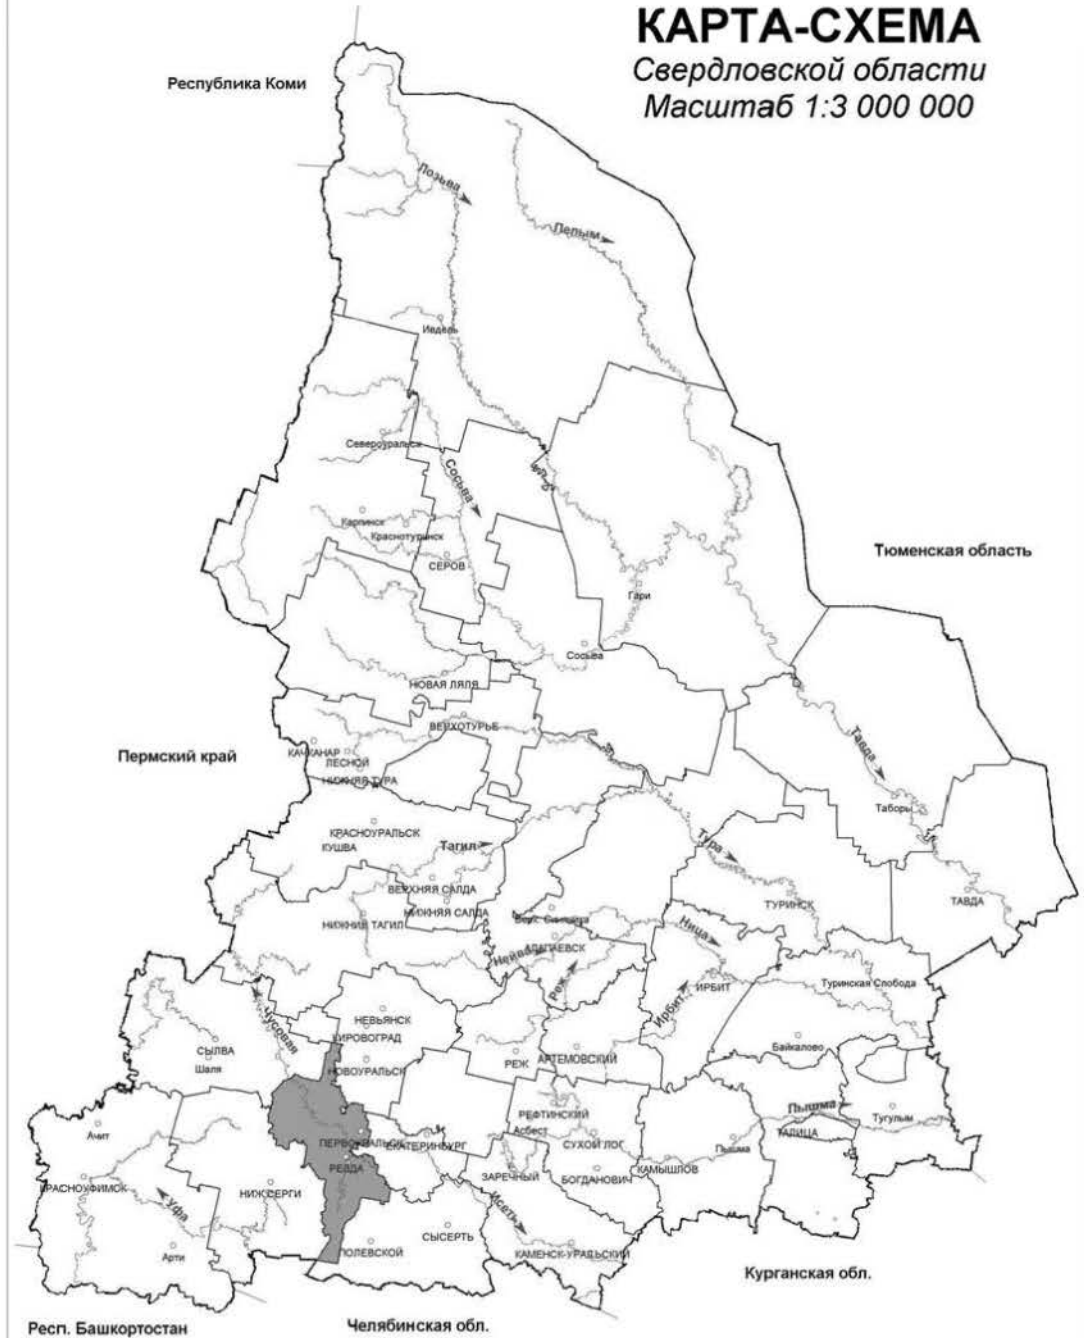 КАРТА-СХЕМА
Свердловской области
Масштаб 1:3 000 000
Республика Коми
Лозьва
Пелым
Ивдель
Североуральск
Сосьва
Карпинск
Краснотурьинск
СЕРОВ
Тюменская область
Гари
Сосьва
НОВАЯ ЛЯЛЯ
ВЕРХОТУРЬЕ
Пермский край
КАЧКАНАР
ЛЕСНОЙ
НИЖНЯЯ ТУРА
Тавда
Таборы
КРАСНОУРАЛЬСК
КУШВА
Тагил
Тура
ВЕРХНЯЯ САЛДА
НИЖНЯЯ САЛДА
НИЖНИЙ ТАГИЛ
ТУРИНСК
ТАВДА
Верх. Синячиха
АЛАПАЕВСК
Ница
Нейва
Реж
ИРБИТ
Ирбит
Туринская Слобода
Чусовая
НЕВЬЯНСК
КИРОВОГРАД
СЫЛВА
Шаля
НОВОУРАЛЬСК
РЕЖ
АРТЕМОВСКИЙ
Байкалово
Пышма
Тугулым
РЕФТИНСКИЙ
Асбест
СУХОЙ ЛОГ
ТАЛИЦА
Ачит
ПЕРВОУРАЛЬСК
ЕКАТЕРИНБУРГ
Пышма
РЕВДА
ЗАРЕЧНЫЙ
БОГДАНОВИЧ
КАМЫШЛОВ
КРАСНОУФИМСК
НИЖ.СЕРГИ
Уфа
Исеть
СЫСЕРТЬ
Арти
ПОЛЕВСКОЙ
КАМЕНСК-УРАЛЬСКИЙ
Курганская обл.
Респ. Башкортостан
Челябинская обл.